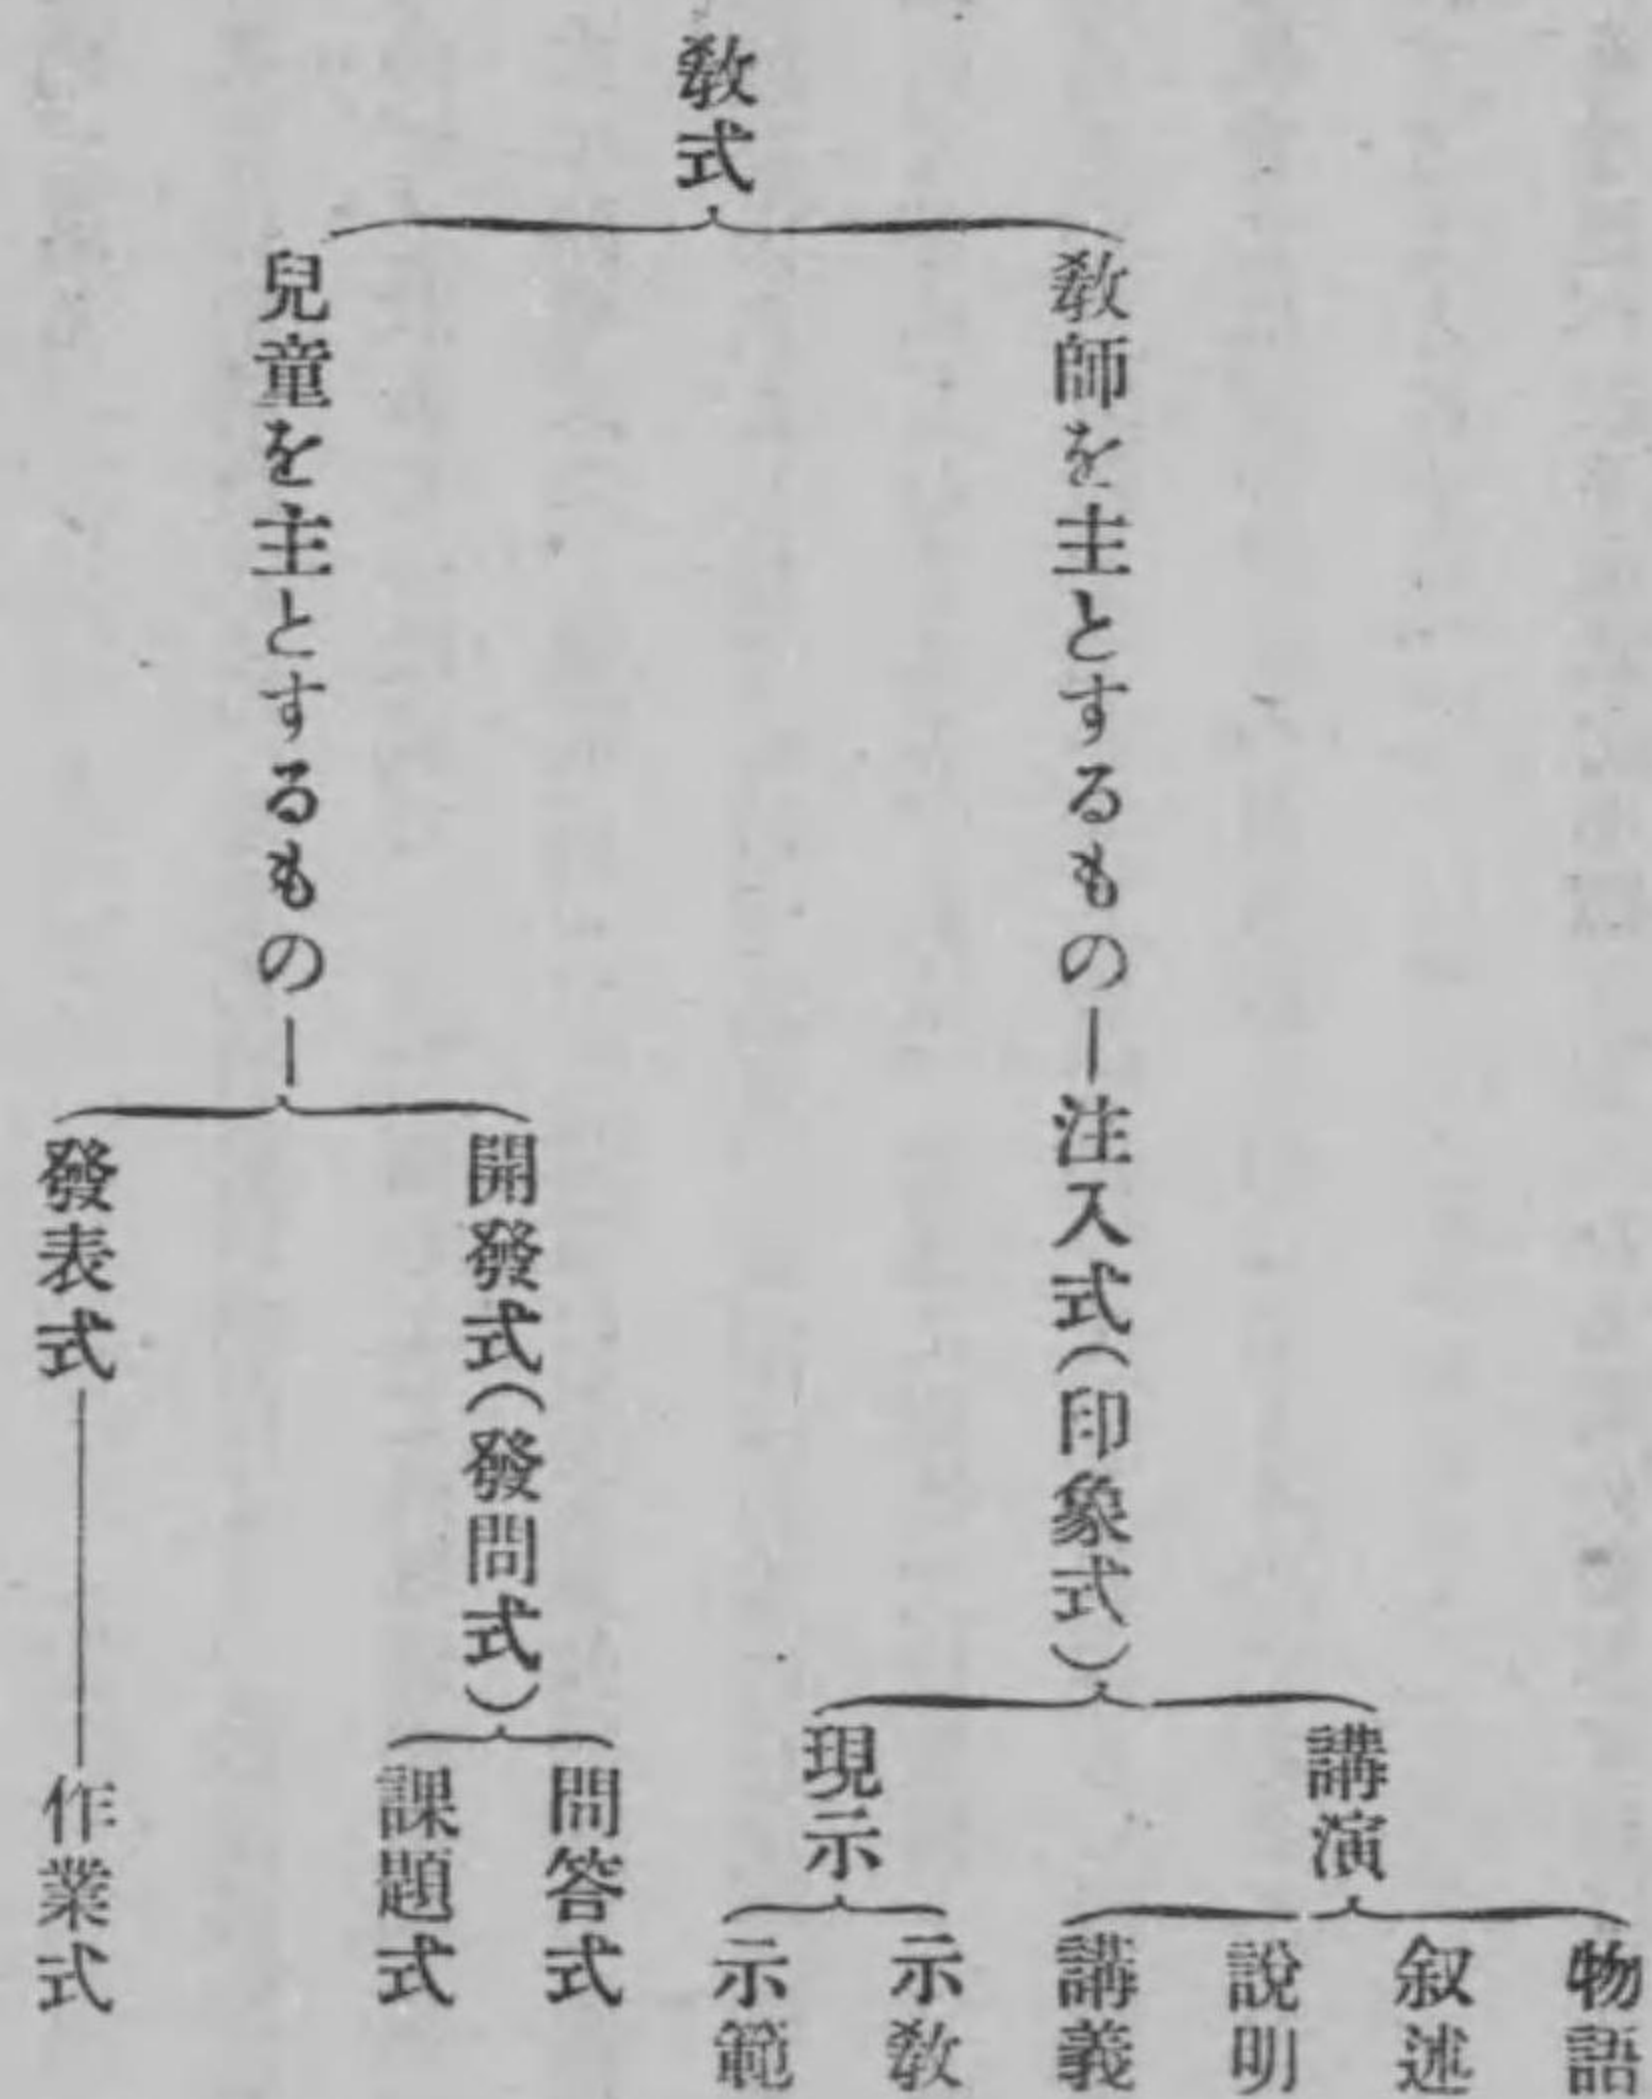 敎式
敎師を主とするもの―注入式(印象式)
講演
物語
叙述
說明
講義
現示
示敎
示範
兒童を主とするもの―
開發式(發問式)
問答式
課題式
發表式―作業式